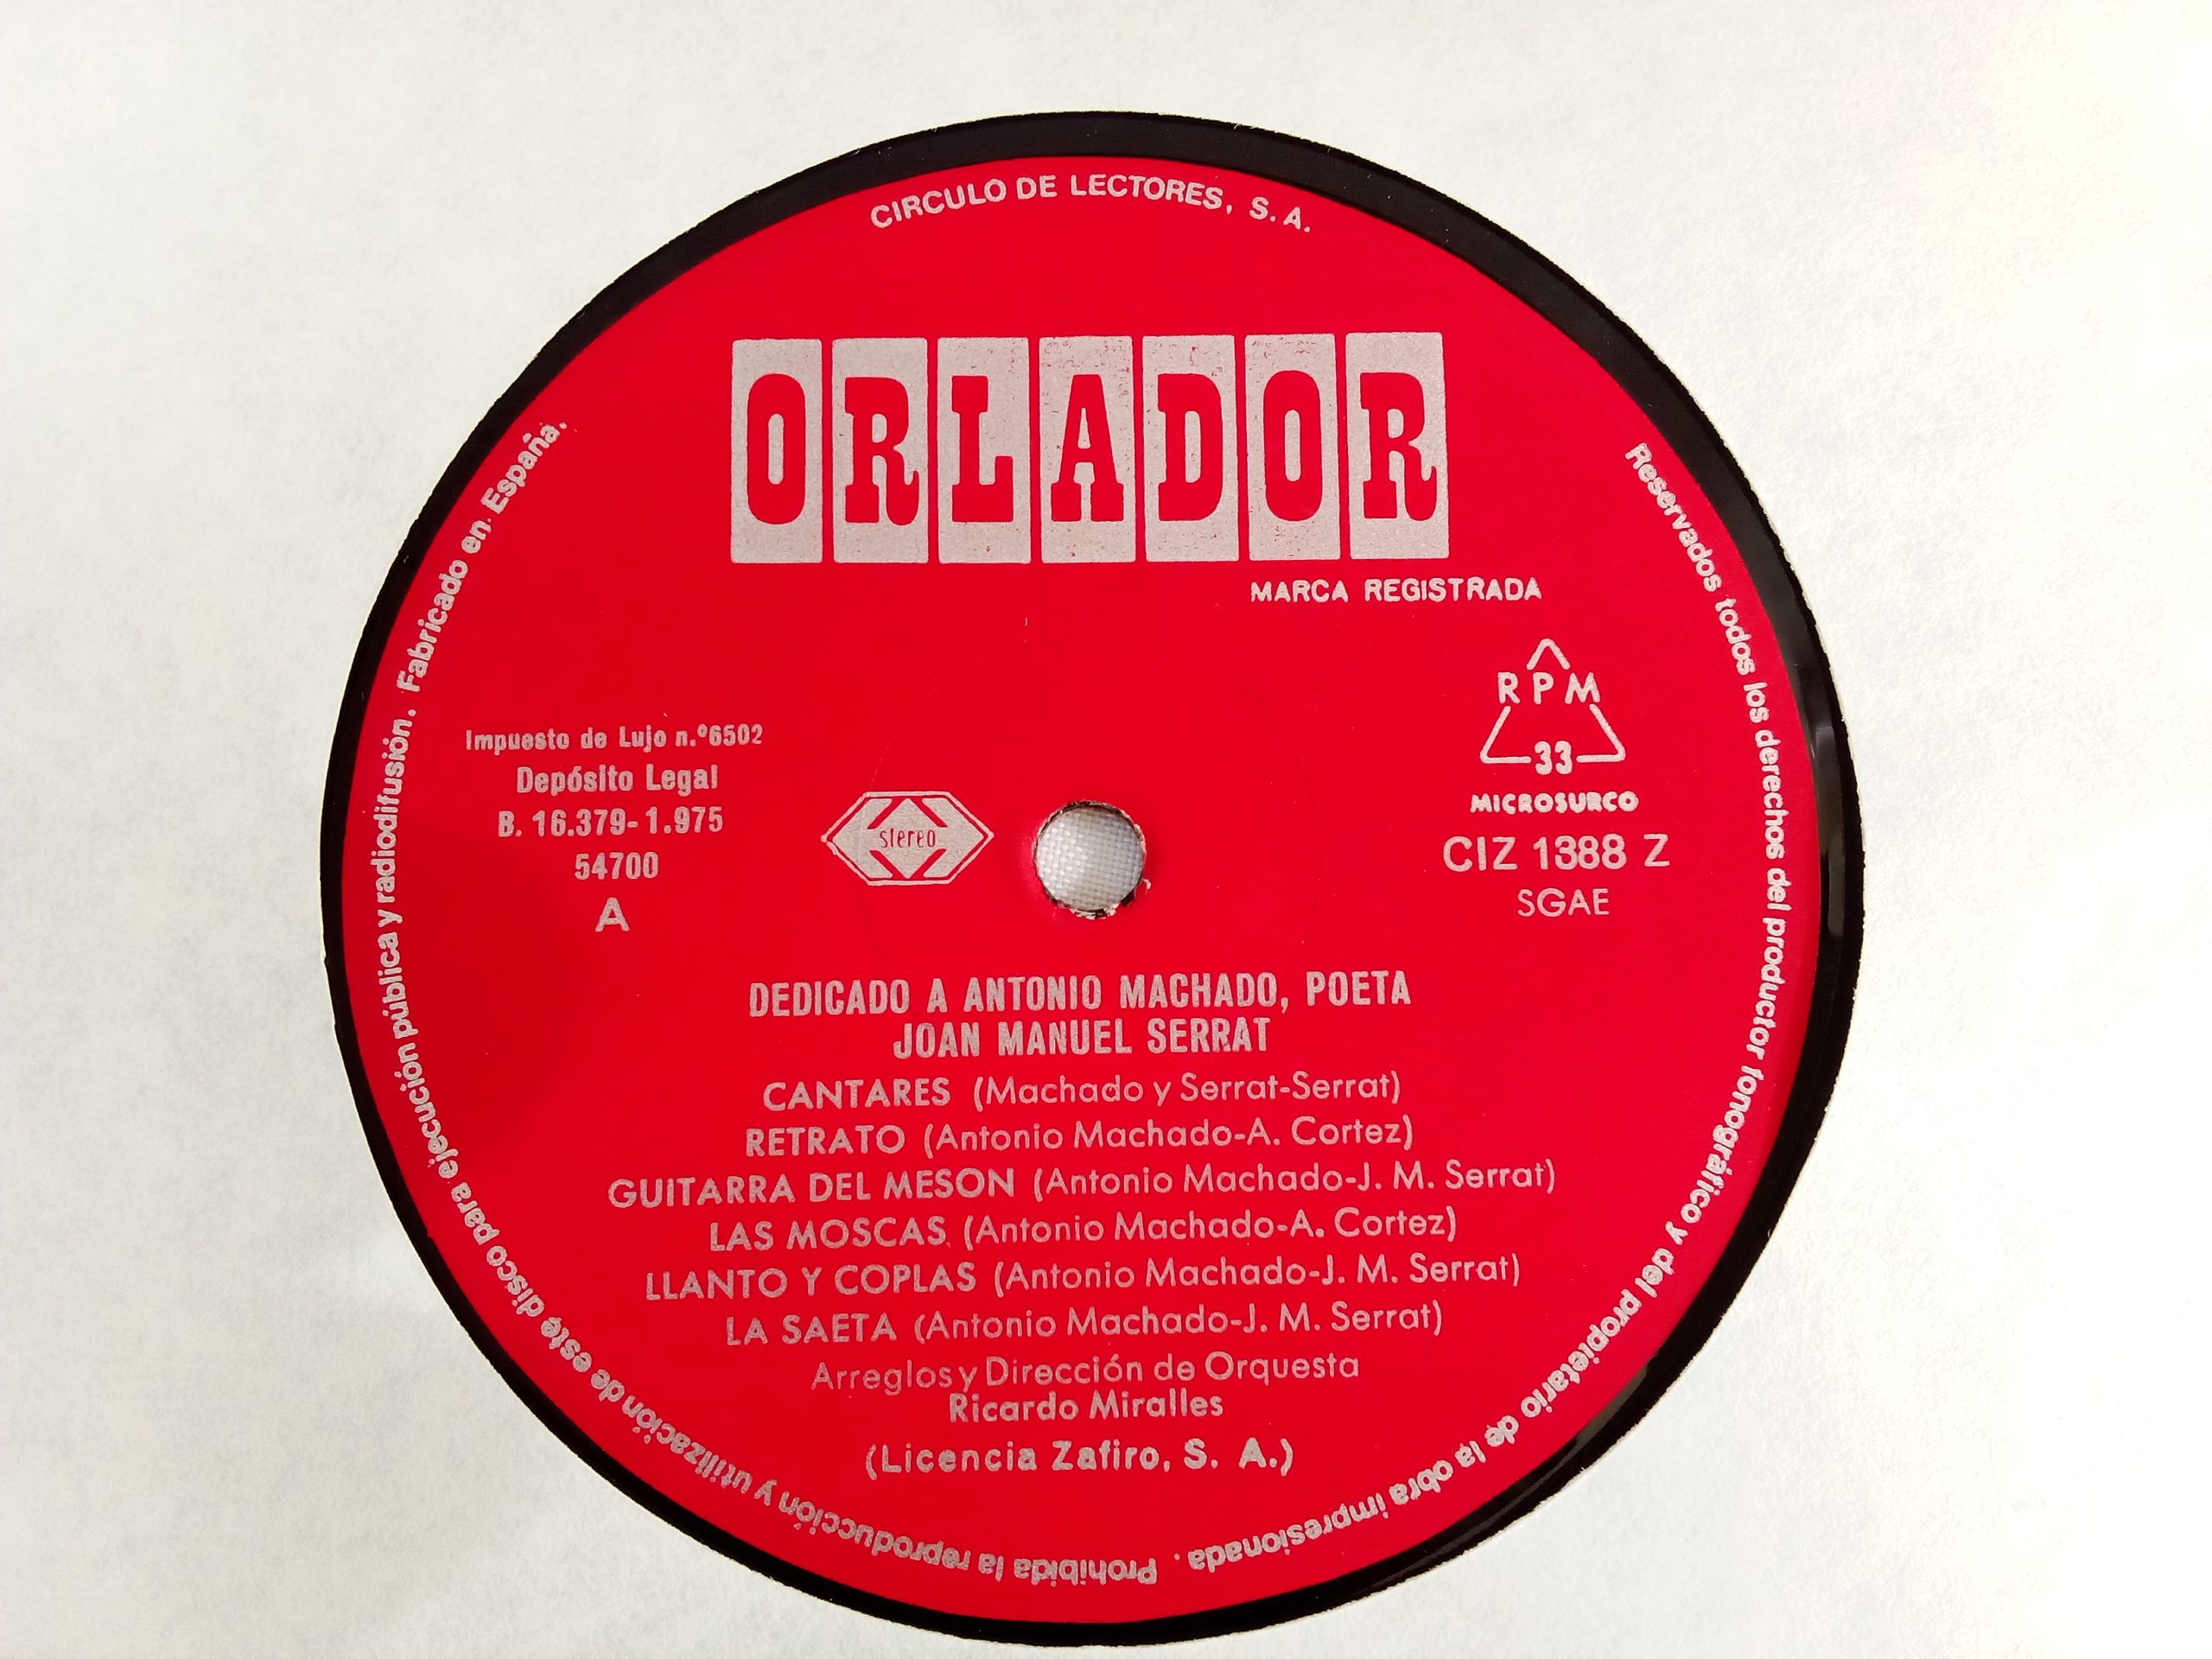 CIRCULO DE LECTORES, S. A.
ORLADOR
MARCA REGISTRADA
RPM
33
MICROSURCO
CIZ 1388 Z
SGAE
Impuesto de Lujo n.º6502
Depósito Legal
B. 16.379-1.975
54700
A
stereo
DEDICADO A ANTONIO MACHADO, POETA
JOAN MANUEL SERRAT
CANTARES (Machado y Serrat-Serrat)
RETRATO (Antonio Machado-A. Cortez)
GUITARRA DEL MESON (Antonio Machado-J. M. Serrat)
LAS MOSCAS (Antonio Machado-A. Cortez)
LLANTO Y COPLAS (Antonio Machado-J. M. Serrat)
LA SAETA (Antonio Machado-J. M. Serrat)
Arreglos y Dirección de Orquesta
Ricardo Miralles
(Licencia Zafiro, S. A.)
Reservados todos los derechos del productor fonográfico y del propietario de la obra impresionada. Prohibida la reproducción y utilización de este disco para ejecución pública y radiodifusión. Fabricado en España.